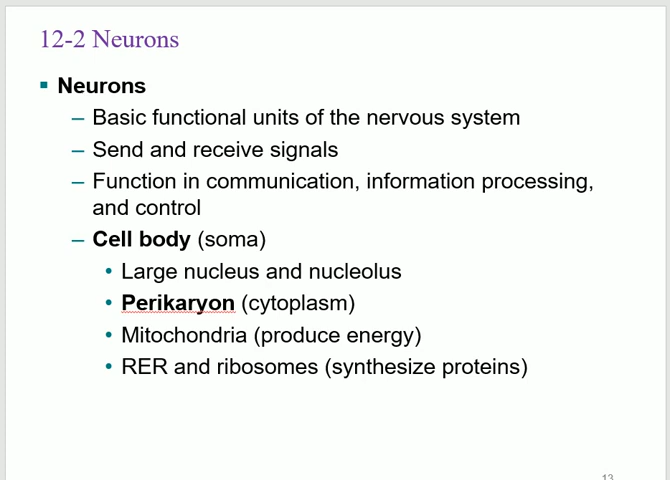 12-2 Neurons
▪ Neurons
– Basic functional units of the nervous system
– Send and receive signals
– Function in communication, information processing,
and control
– Cell body (soma)
• Large nucleus and nucleolus
• Perikaryon (cytoplasm)
• Mitochondria (produce energy)
• RER and ribosomes (synthesize proteins)
13